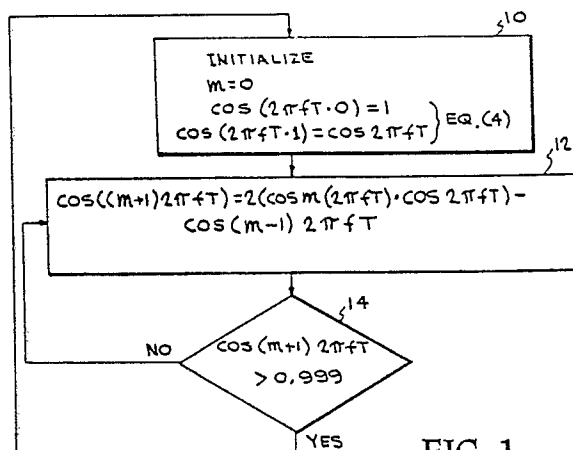 10
INITIALIZE
m=0
cos (2πfT·0) = 1
cos (2πfT·1) = cos 2πfT } EQ.(4)
12
cos((m+1)2πfT)=2(cos m(2πfT)·cos 2πfT)-
cos(m-1) 2πfT
14
cos(m+1) 2πfT
> 0.999
NO
YES
FIG. 1